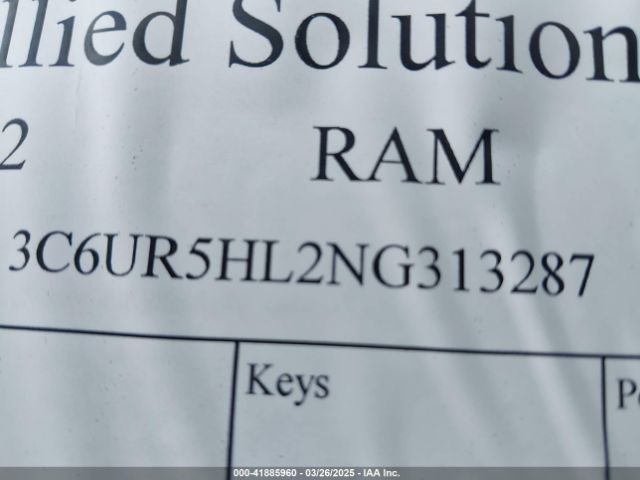 llied Solution
2 RAM
3C6UR5HL2NG313287
Keys
P
000-41885960 - 03/26/2025 - IAA Inc.